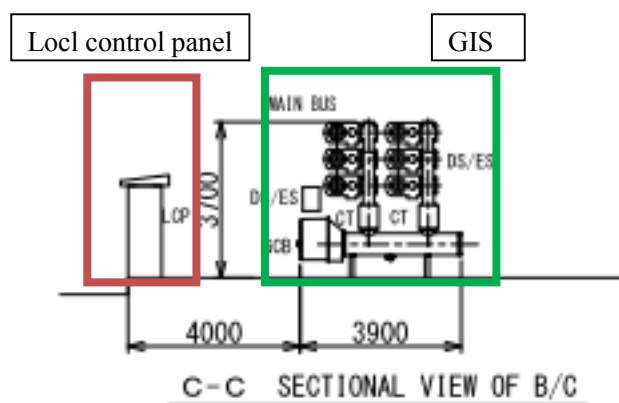 Locl control panel
GIS
MAIN BUS
DS/ES
DS/ES
CT CT
LCP
3700
GCB
4000
3900
C-C SECTIONAL VIEW OF B/C